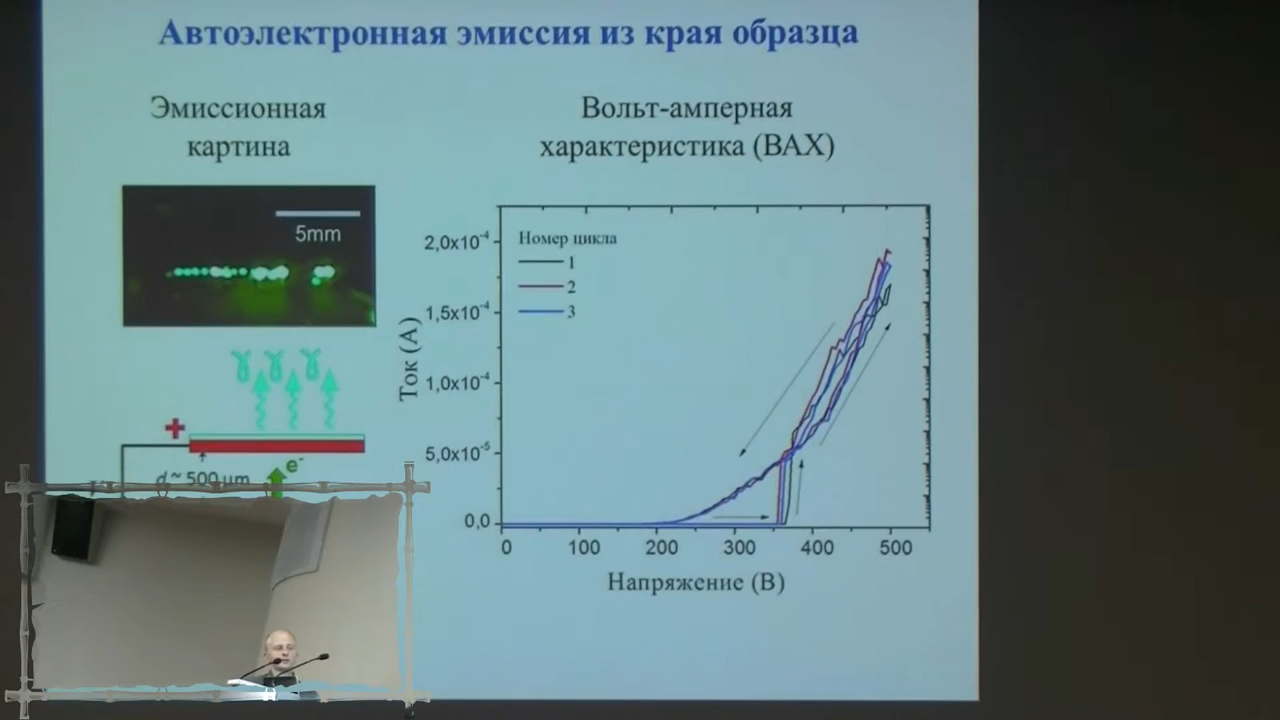 Автоэлектронная эмиссия из края образца
Эмиссионная
картина
Вольт-амперная
характеристика (ВАХ)
5mm
Номер цикла
1
2
3
2,0x10⁻⁴
1,5x10⁻⁴
1,0x10⁻⁴
5,0x10⁻⁵
0,0
Ток (А)
0 100 200 300 400 500
Напряжение (В)
+
d ~ 500 μm
e⁻